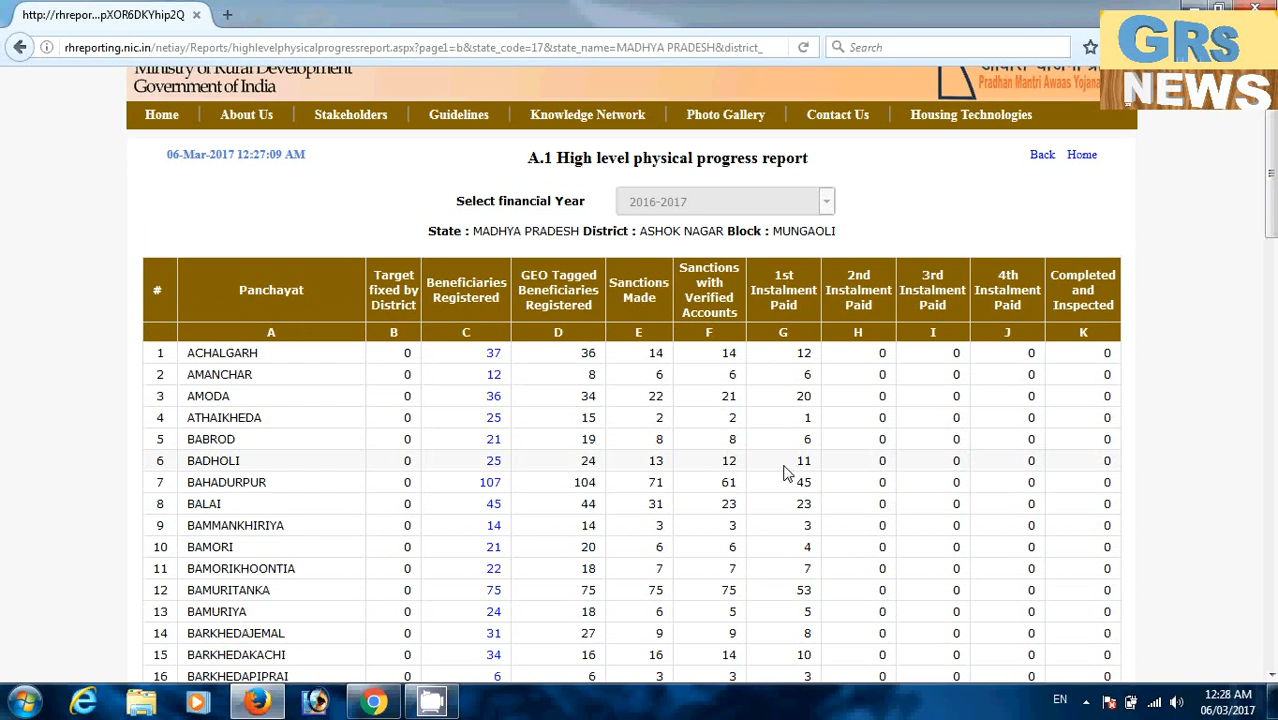 http://rhrepor...pXOR6DKYhip2Q
rhreporting.nic.in/netiay/Reports/highlevelphysicalprogressreport.aspx?page1=b&state_code=17&state_name=MADHYA PRADESH&district_
Search
GRS
NEWS
Ministry of Rural Development
Government of India
Pradhan Mantri Awaas Yojana
Home About Us Stakeholders Guidelines Knowledge Network Photo Gallery Contact Us Housing Technologies
06-Mar-2017 12:27:09 AM
A.1 High level physical progress report
Back Home
Select financial Year 2016-2017
State : MADHYA PRADESH District : ASHOK NAGAR Block : MUNGAOLI
# Panchayat Target fixed by District Beneficiaries Registered GEO Tagged Beneficiaries Registered Sanctions Made Sanctions with Verified Accounts 1st Instalment Paid 2nd Instalment Paid 3rd Instalment Paid 4th Instalment Paid Completed and Inspected
A B C D E F G H I J K
1 ACHALGARH 0 37 36 14 14 12 0 0 0 0
2 AMANCHAR 0 12 8 6 6 6 0 0 0 0
3 AMODA 0 36 34 22 21 20 0 0 0 0
4 ATHAIKHEDA 0 25 15 2 2 1 0 0 0 0
5 BABROD 0 21 19 8 8 6 0 0 0 0
6 BADHOLI 0 25 24 13 12 11 0 0 0 0
7 BAHADURPUR 0 107 104 71 61 45 0 0 0 0
8 BALAI 0 45 44 31 23 23 0 0 0 0
9 BAMMANKHIRIYA 0 14 14 3 3 3 0 0 0 0
10 BAMORI 0 21 20 6 6 4 0 0 0 0
11 BAMORIKHOONTIA 0 22 18 7 7 7 0 0 0 0
12 BAMURITANKA 0 75 75 75 75 53 0 0 0 0
13 BAMURIYA 0 24 18 6 5 5 0 0 0 0
14 BARKHEDAJEMAL 0 31 27 9 9 8 0 0 0 0
15 BARKHEDAKACHI 0 34 16 16 14 10 0 0 0 0
16 BARKHEDAPIPRAI 0 6 6 3 3 3 0 0 0 0
EN
12:28 AM
06/03/2017